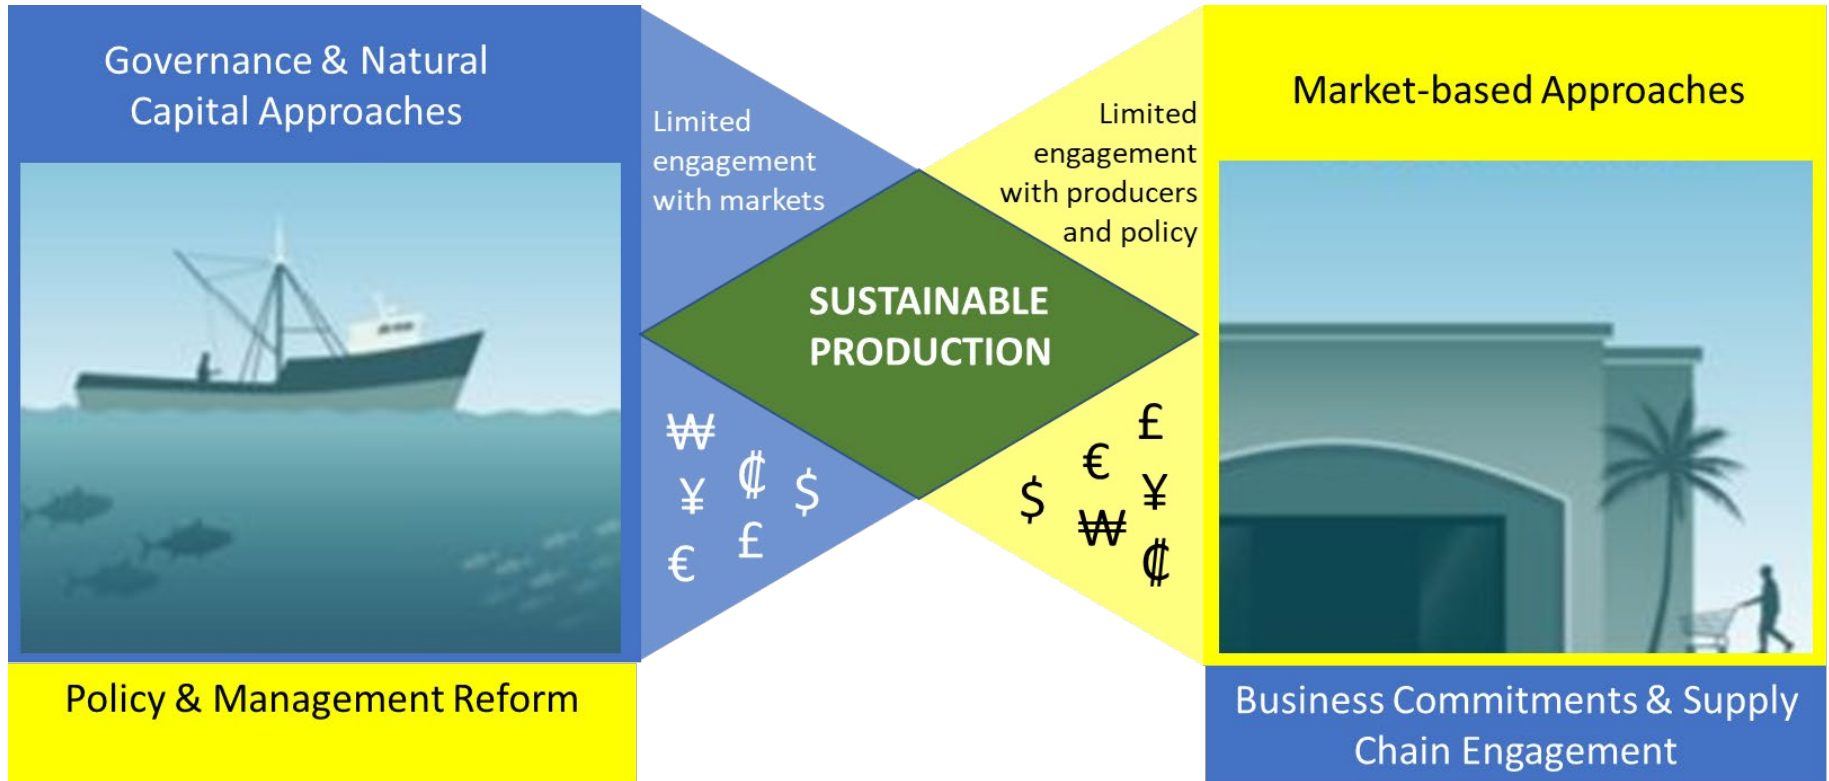 Governance & Natural
Capital Approaches
Limited
engagement
with markets
Limited
engagement
with producers
and policy
Market-based Approaches
SUSTAINABLE
PRODUCTION
₩
¥ ₵ $
€ £
£
€
$ ¥
₩
₵
Policy & Management Reform
Business Commitments & Supply
Chain Engagement